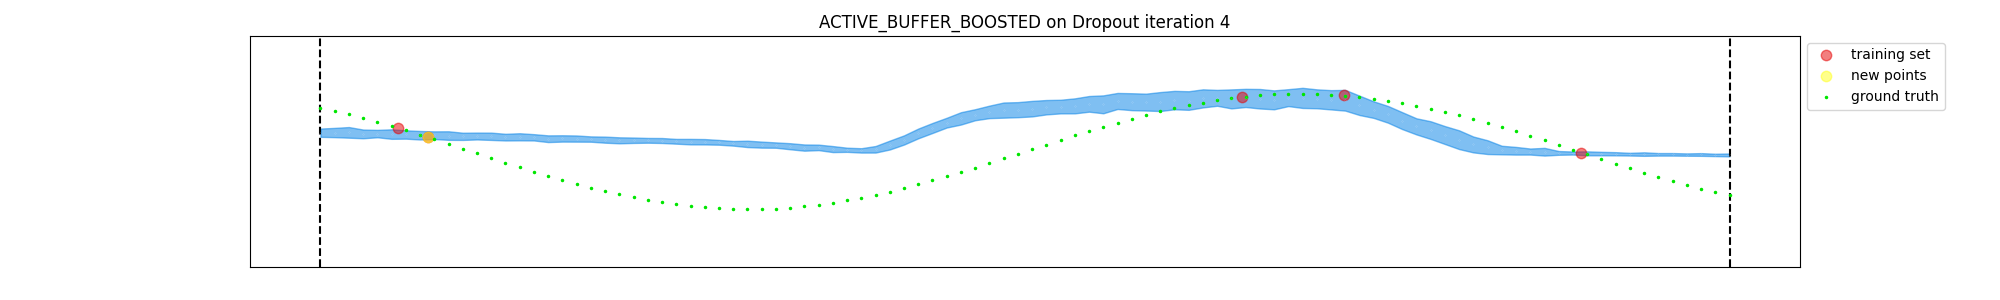 ACTIVE_BUFFER_BOOSTED on Dropout iteration 4
training set
new points
ground truth